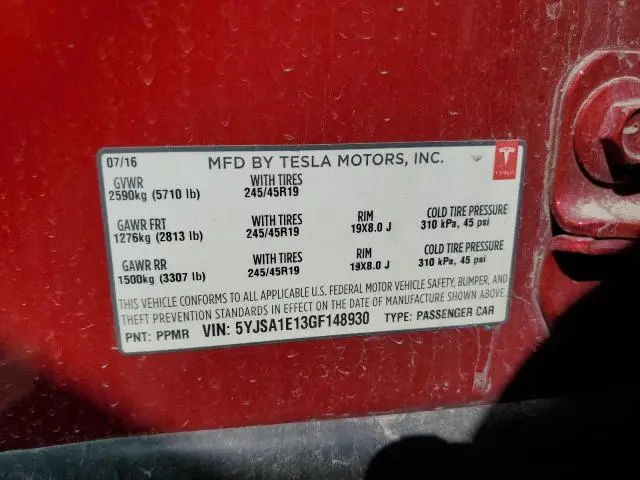 07/16 MFD BY TESLA MOTORS, INC.
TESLA
GVWR WITH TIRES
2590kg (5710 lb) 245/45R19
GAWR FRT WITH TIRES RIM COLD TIRE PRESSURE
1276kg (2813 lb) 245/45R19 19X8.0 J 310 kPa, 45 psi
GAWR RR WITH TIRES RIM COLD TIRE PRESSURE
1500kg (3307 lb) 245/45R19 19X8.0 J 310 kPa, 45 psi
THIS VEHICLE CONFORMS TO ALL APPLICABLE U.S. FEDERAL MOTOR VEHICLE SAFETY, BUMPER, AND
THEFT PREVENTION STANDARDS IN EFFECT ON THE DATE OF MANUFACTURE SHOWN ABOVE.
PNT: PPMR VIN: 5YJSA1E13GF148930 TYPE: PASSENGER CAR